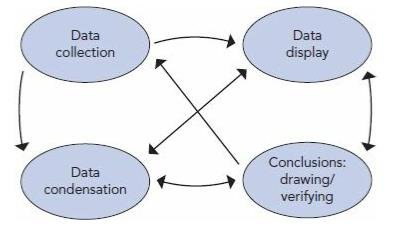 Data
collection
Data
display
Data
condensation
Conclusions:
drawing/
verifying